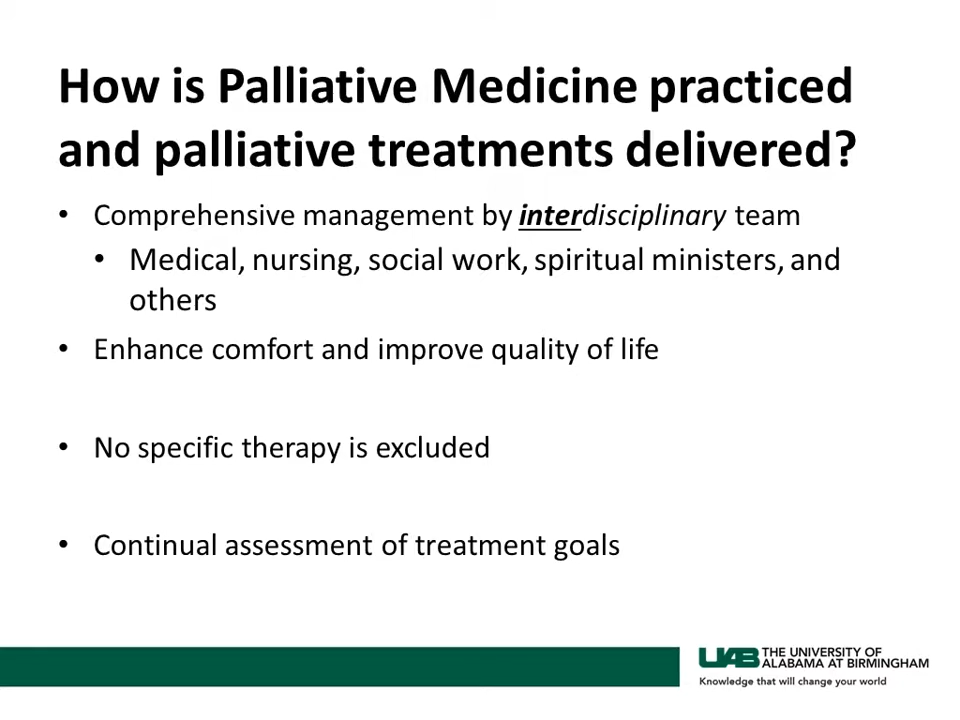 How is Palliative Medicine practiced
and palliative treatments delivered?
• Comprehensive management by interdisciplinary team
• Medical, nursing, social work, spiritual ministers, and
others
• Enhance comfort and improve quality of life
• No specific therapy is excluded
• Continual assessment of treatment goals
UAB THE UNIVERSITY OF
ALABAMA AT BIRMINGHAM
Knowledge that will change your world